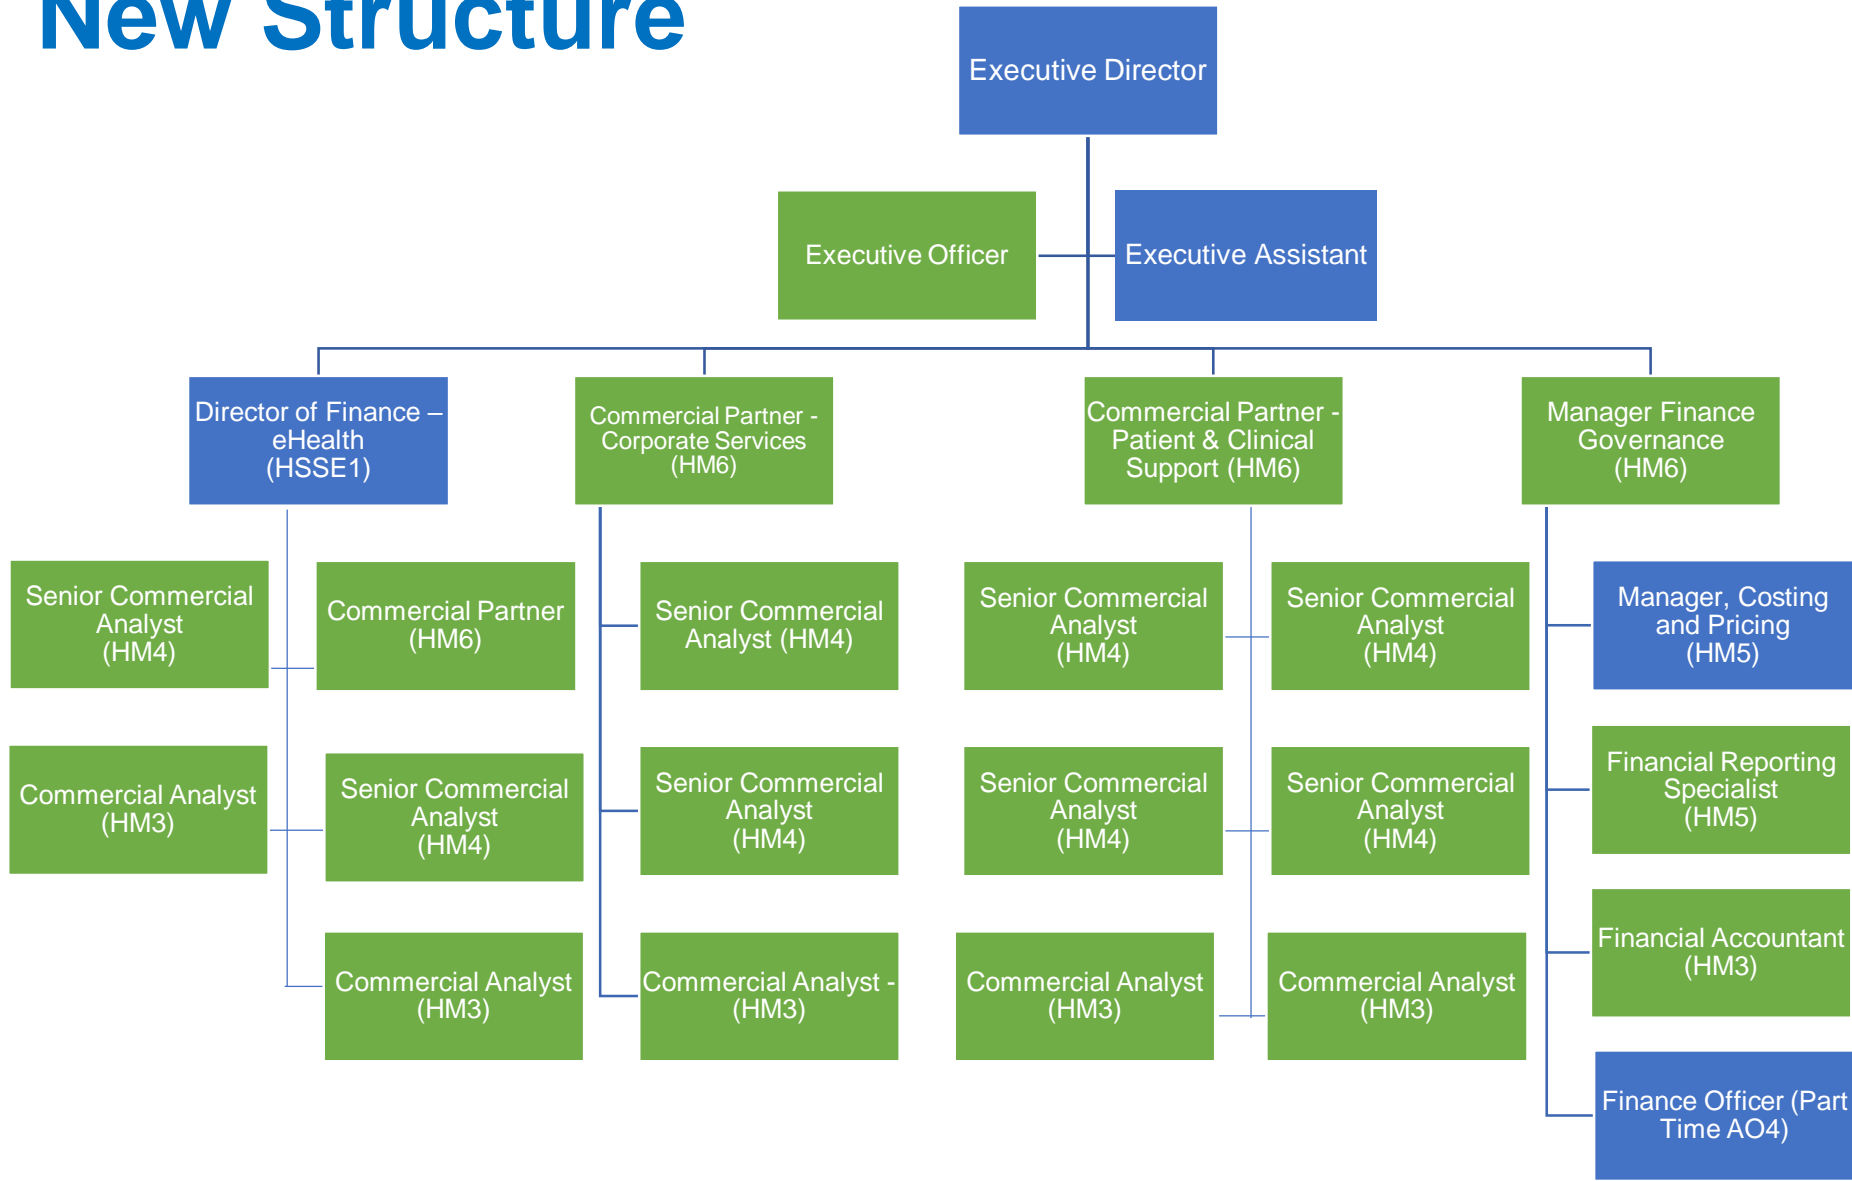 New Structure
Executive Director
Executive Officer
Executive Assistant
Director of Finance –
eHealth
(HSSE1)
Commercial Partner -
Corporate Services
(HM6)
Commercial Partner -
Patient & Clinical
Support (HM6)
Manager Finance
Governance
(HM6)
Senior Commercial
Analyst
(HM4)
Commercial Partner
(HM6)
Senior Commercial
Analyst (HM4)
Senior Commercial
Analyst
(HM4)
Senior Commercial
Analyst
(HM4)
Manager, Costing
and Pricing
(HM5)
Commercial Analyst
(HM3)
Senior Commercial
Analyst
(HM4)
Senior Commercial
Analyst
(HM4)
Senior Commercial
Analyst
(HM4)
Senior Commercial
Analyst
(HM4)
Financial Reporting
Specialist
(HM5)
Commercial Analyst
(HM3)
Commercial Analyst -
(HM3)
Commercial Analyst
(HM3)
Commercial Analyst
(HM3)
Financial Accountant
(HM3)
Finance Officer (Part
Time AO4)